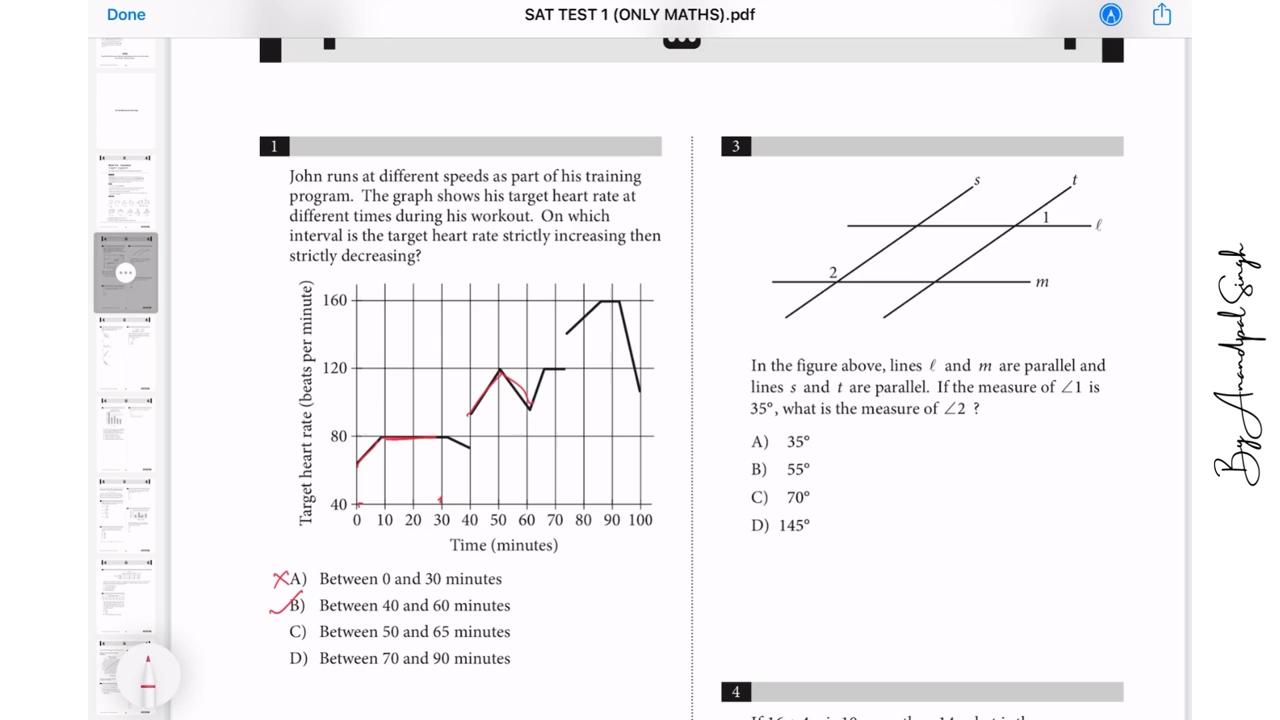 Done
SAT TEST 1 (ONLY MATHS).pdf
1
John runs at different speeds as part of his training
program. The graph shows his target heart rate at
different times during his workout. On which
interval is the target heart rate strictly increasing then
strictly decreasing?
Target heart rate (beats per minute)
160
120
80
40
0 10 20 30 40 50 60 70 80 90 100
Time (minutes)
A) Between 0 and 30 minutes
B) Between 40 and 60 minutes
C) Between 50 and 65 minutes
D) Between 70 and 90 minutes
3
s
t
1
ℓ
2
m
In the figure above, lines ℓ and m are parallel and
lines s and t are parallel. If the measure of ∠1 is
35°, what is the measure of ∠2 ?
A) 35°
B) 55°
C) 70°
D) 145°
4
By Anandpal Singh